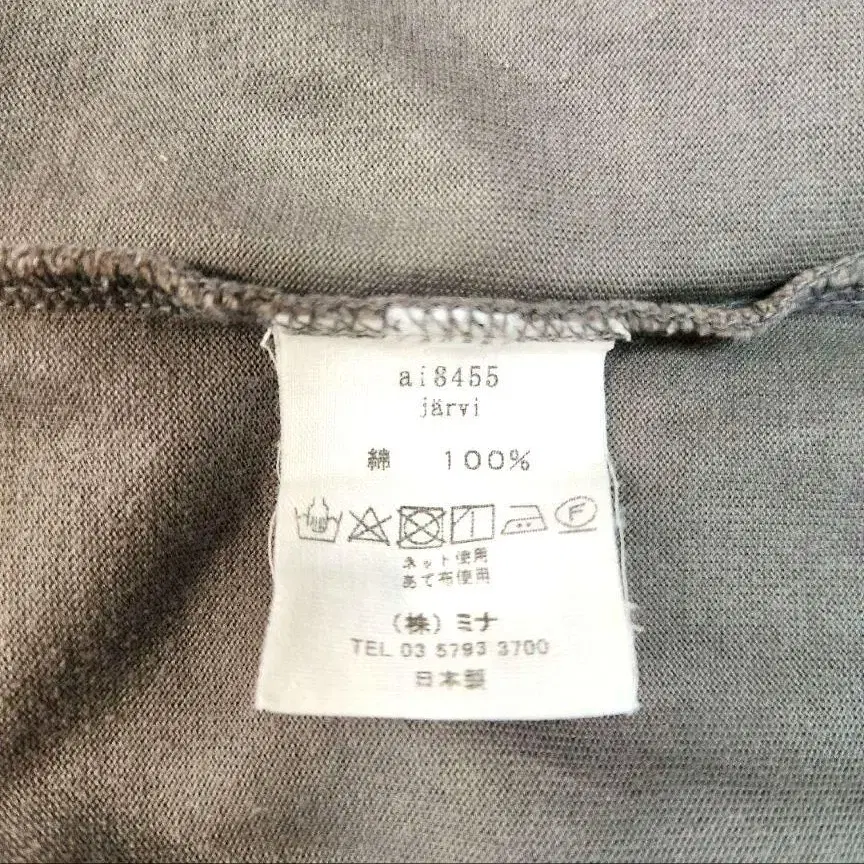 ai8455
järvi
綿 100%
F
ネット使用
あて布使用
(株)ミナ
TEL 03 5793 3700
日本製